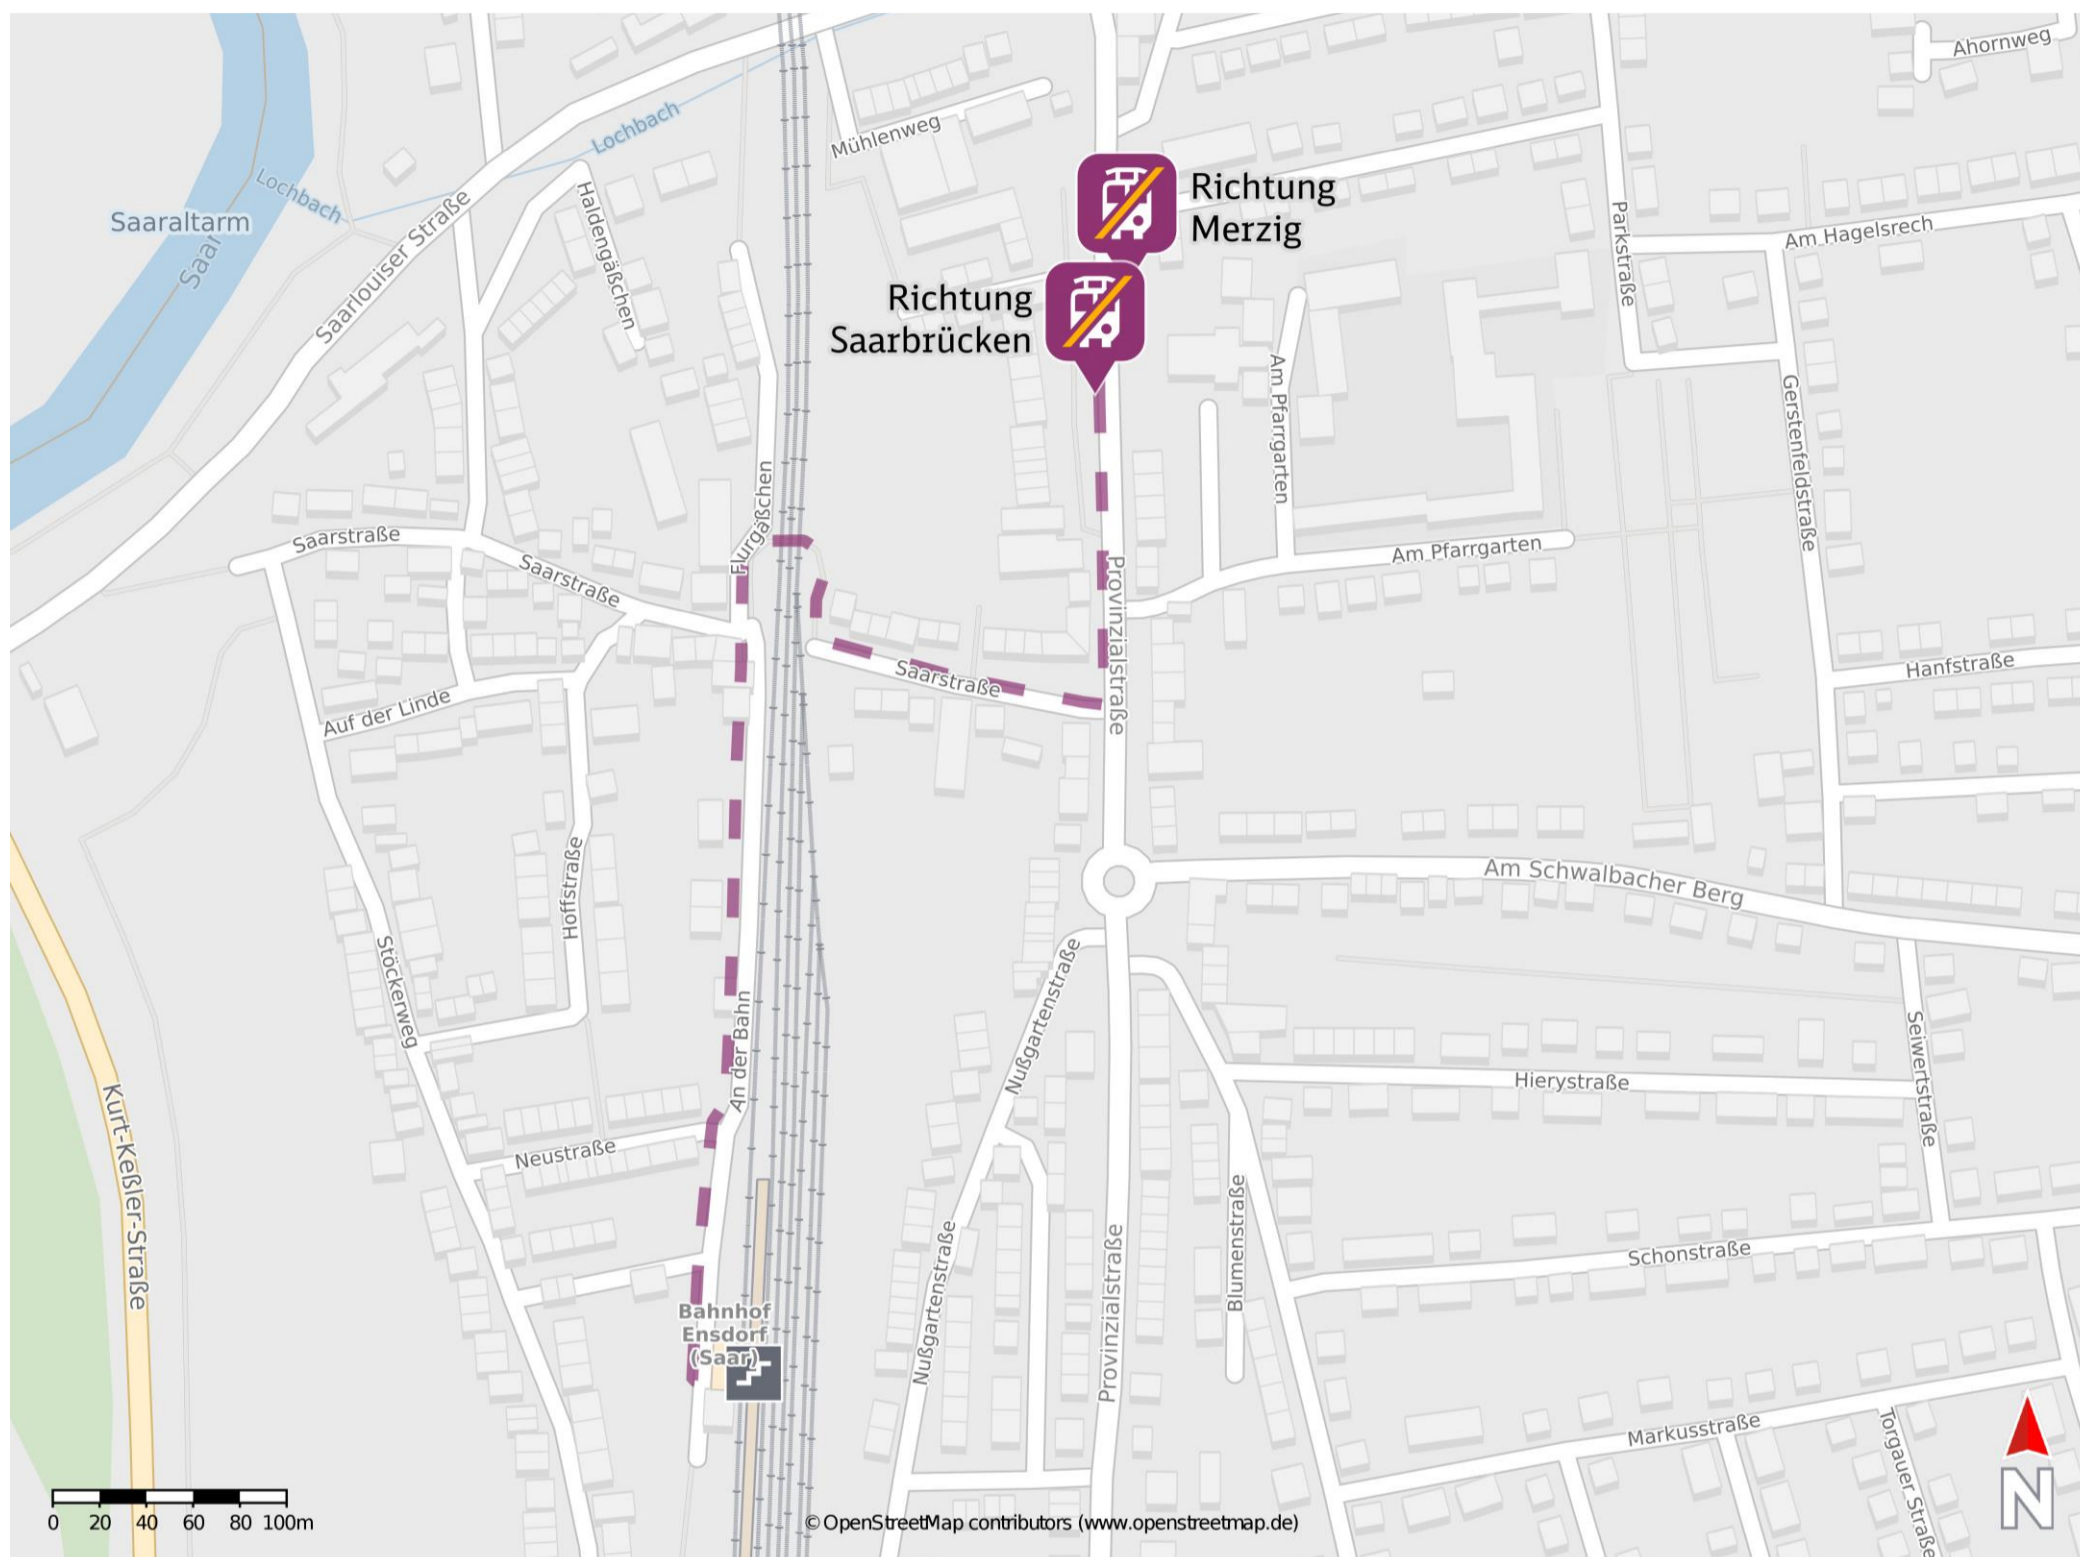 Ahornweg
Lochbach
Mühlenweg
Lochbach
Richtung
Merzig
Saaraltarm
Saar
Saarlouiser Straße
Haldengäßchen
Parkstraße
Am Hagelsrech
Richtung
Saarbrücken
Am Pfarrgarten
Gerstenfeldstraße
Flurgäßchen
Saarstraße
Saarstraße
Am Pfarrgarten
Provinzialstraße
Saarstraße
Hanfstraße
Auf der Linde
Hoffstraße
Am Schwalbacher Berg
Stöckerweg
Nußgartenstraße
An der Bahn
Seiwertstraße
Hierystraße
Kurt-Keßler-Straße
Neustraße
Blumenstraße
Nußgartenstraße
Provinzialstraße
Schonstraße
Bahnhof
Ensdorf
(Saar)
Markusstraße
Torgauer Straße
N
0 20 40 60 80 100m
© OpenStreetMap contributors (www.openstreetmap.de)